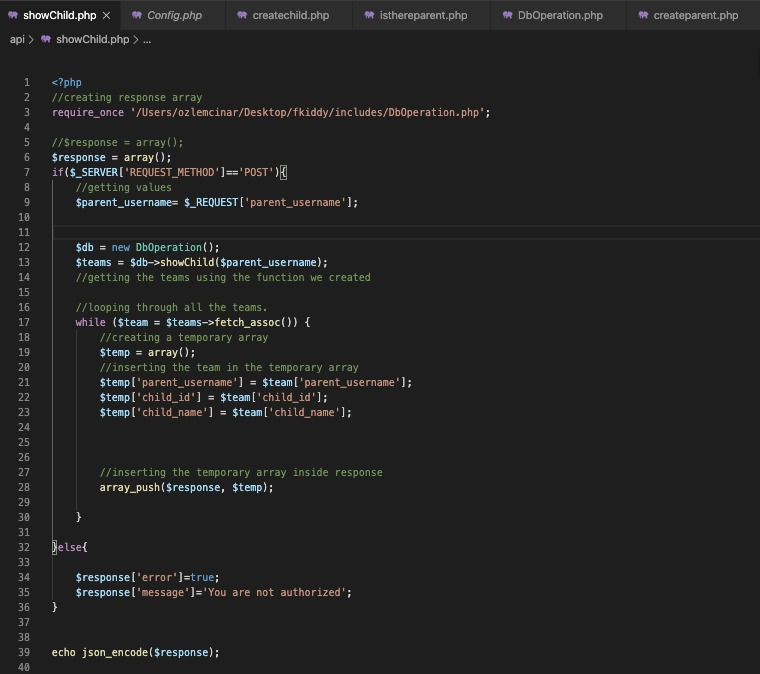 showChild.php ×
Config.php
createchild.php
isthereparent.php
DbOperation.php
createparent.php
api > showChild.php > ...
1 <?php
2 //creating response array
3 require_once '/Users/ozlemcinar/Desktop/fkiddy/includes/DbOperation.php';
4
5 //$response = array();
6 $response = array();
7 if($_SERVER['REQUEST_METHOD']=='POST'){
8 //getting values
9 $parent_username= $_REQUEST['parent_username'];
10
11
12 $db = new DbOperation();
13 $teams = $db->showChild($parent_username);
14 //getting the teams using the function we created
15
16 //looping through all the teams.
17 while ($team = $teams->fetch_assoc()) {
18 //creating a temporary array
19 $temp = array();
20 //inserting the team in the temporary array
21 $temp['parent_username'] = $team['parent_username'];
22 $temp['child_id'] = $team['child_id'];
23 $temp['child_name'] = $team['child_name'];
24
25
26
27 //inserting the temporary array inside response
28 array_push($response, $temp);
29
30 }
31
32 }else{
33
34 $response['error']=true;
35 $response['message']='You are not authorized';
36 }
37
38
39 echo json_encode($response);
40